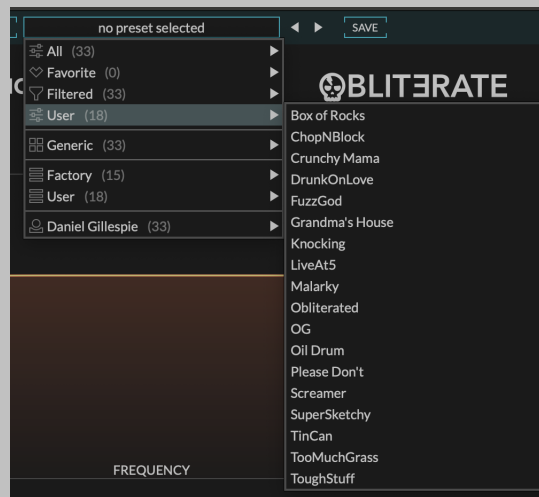 no preset selected
SAVE
All (33)
Favorite (0)
Filtered (33)
User (18)
Generic (33)
Factory (15)
User (18)
Daniel Gillespie (33)
OBLITƎRATE
Box of Rocks
ChopNBlock
Crunchy Mama
DrunkOnLove
FuzzGod
Grandma's House
Knocking
LiveAt5
Malarky
Obliterated
OG
Oil Drum
Please Don't
Screamer
SuperSketchy
TinCan
TooMuchGrass
ToughStuff
FREQUENCY